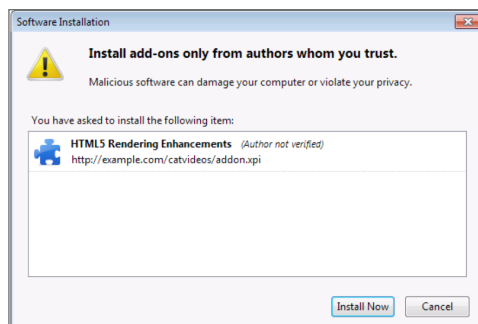 Software Installation
Install add-ons only from authors whom you trust.
Malicious software can damage your computer or violate your privacy.
You have asked to install the following item:
HTML5 Rendering Enhancements (Author not verified)
http://example.com/catvideos/addon.xpi
Install Now Cancel